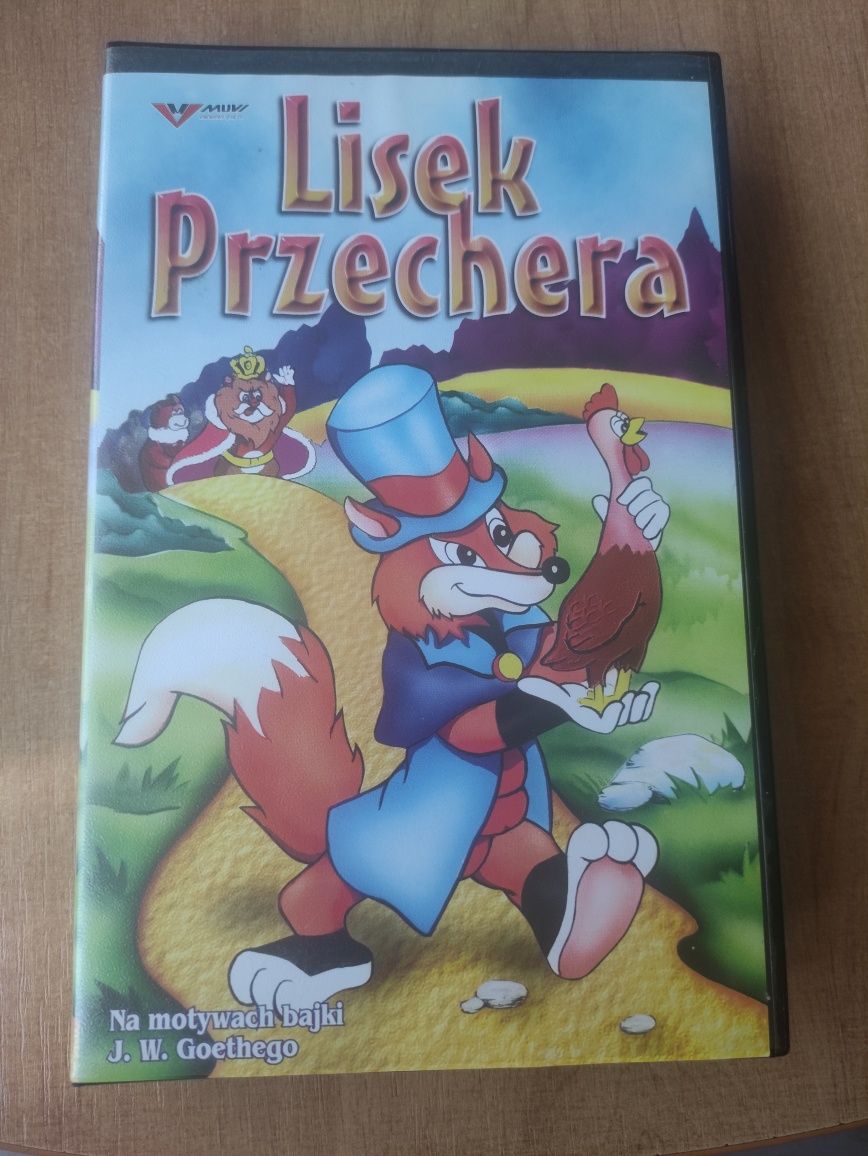 MUVI
Lisek
Przechera
Na motywach bajki
J. W. Goethego